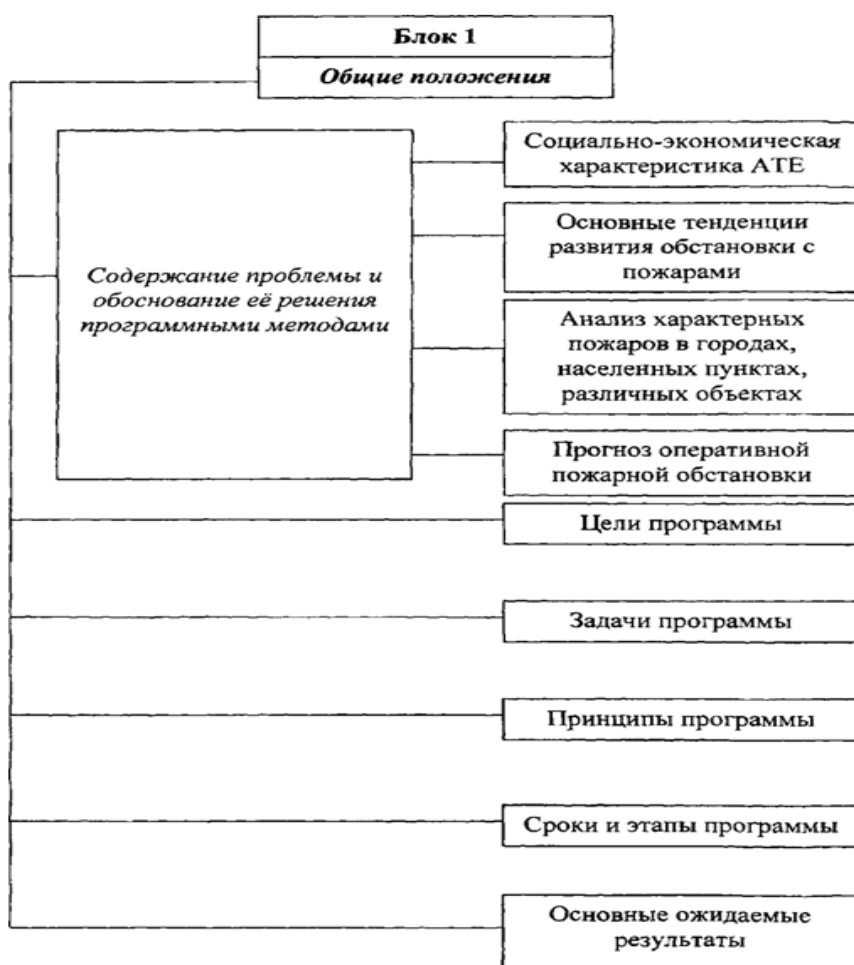 Блок 1
Общие положения
Содержание проблемы и
обоснование её решения
программными методами
Социально-экономическая
характеристика АТЕ
Основные тенденции
развития обстановки с
пожарами
Анализ характерных
пожаров в городах,
населенных пунктах,
различных объектах
Прогноз оперативной
пожарной обстановки
Цели программы
Задачи программы
Принципы программы
Сроки и этапы программы
Основные ожидаемые
результаты